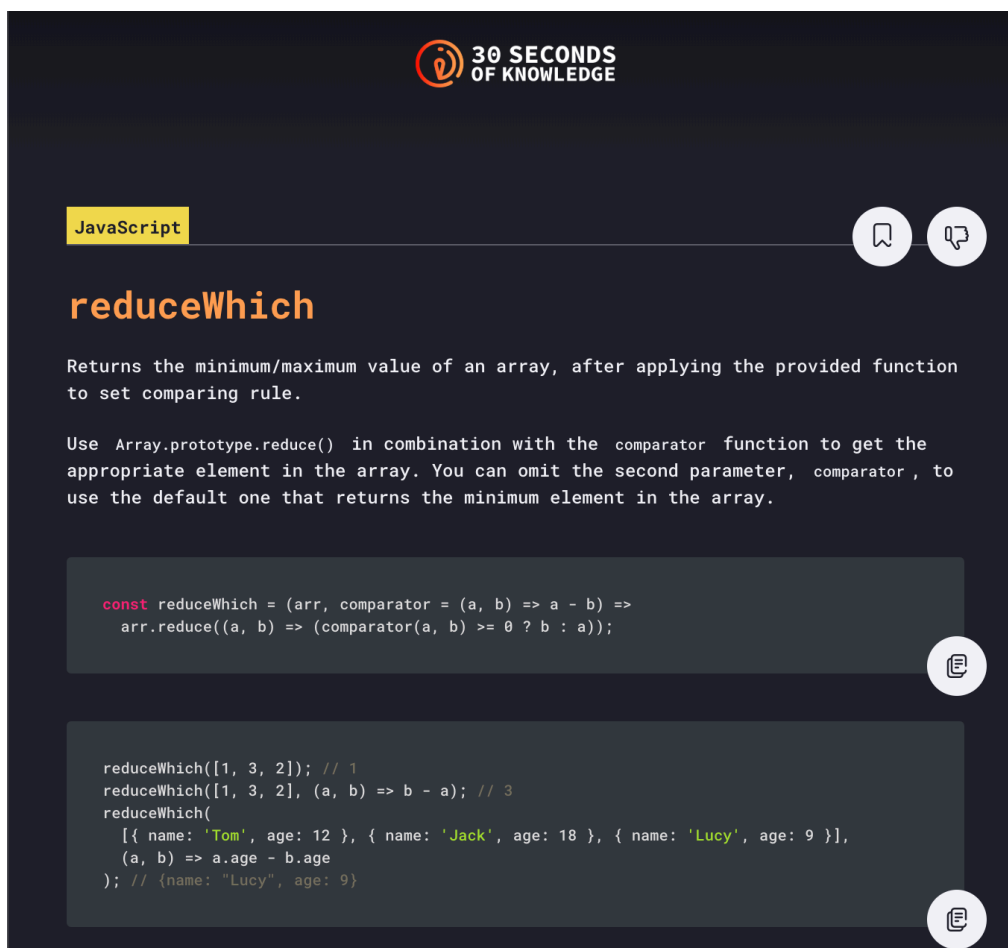 30 SECONDS
OF KNOWLEDGE
JavaScript
reduceWhich
Returns the minimum/maximum value of an array, after applying the provided function
to set comparing rule.
Use Array.prototype.reduce() in combination with the comparator function to get the
appropriate element in the array. You can omit the second parameter, comparator, to
use the default one that returns the minimum element in the array.
const reduceWhich = (arr, comparator = (a, b) => a - b) =>
  arr.reduce((a, b) => (comparator(a, b) >= 0 ? b : a));
reduceWhich([1, 3, 2]); // 1
reduceWhich([1, 3, 2], (a, b) => b - a); // 3
reduceWhich(
  [{ name: 'Tom', age: 12 }, { name: 'Jack', age: 18 }, { name: 'Lucy', age: 9 }],
  (a, b) => a.age - b.age
); // {name: "Lucy", age: 9}